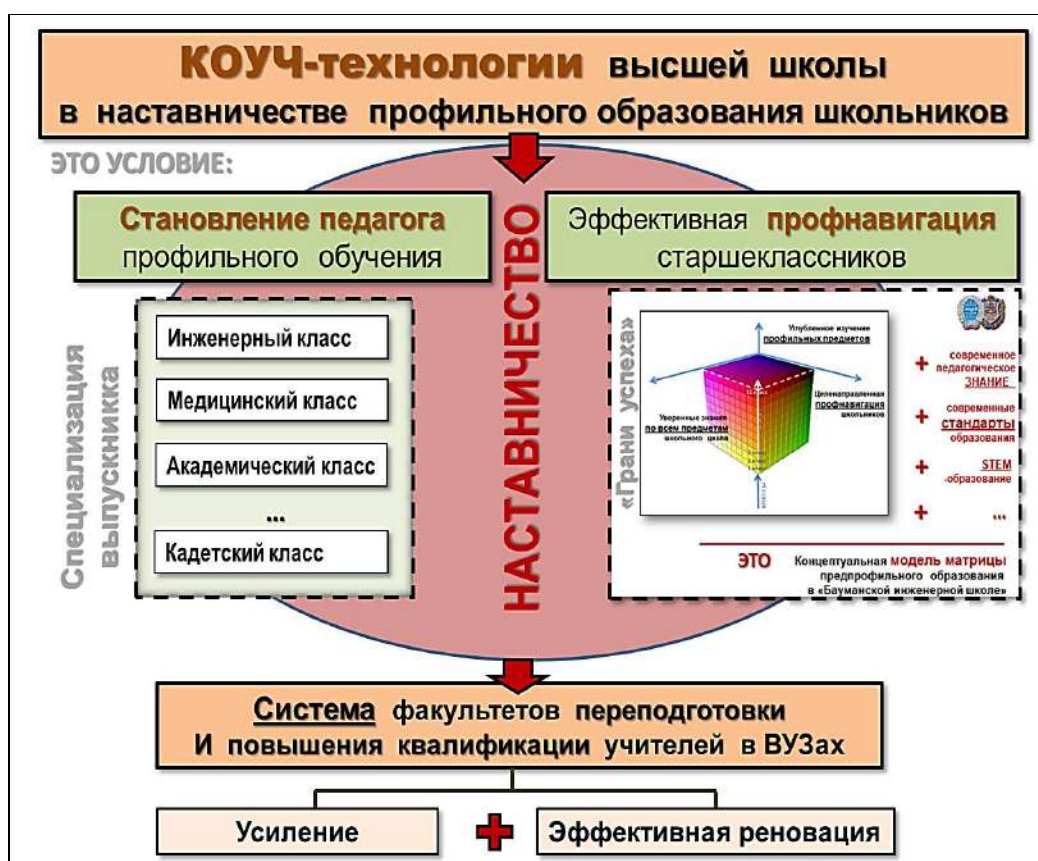 КОУЧ-технологии высшей школы
в наставничестве профильного образования школьников
ЭТО УСЛОВИЕ:
Становление педагога
профильного обучения
Эффективная профнавигация
старшеклассников
НАСТАВНИЧЕСТВО
Специализация
выпускника
Инженерный класс
Медицинский класс
Академический класс
...
Кадетский класс
«Грани успеха»
Углубленное изучение
профильных предметов
Целенаправленная
профнавигация
школьников
Уверенные знания
по всем предметам
школьного цикла
+ современное
педагогическое
ЗНАНИЕ
+ современные
стандарты
образования
+ STEM
-образование
+ ...
ЭТО Концептуальная модель матрицы
предпрофильного образования
в «Бауманской инженерной школе»
Система факультетов переподготовки
И повышения квалификации учителей в ВУЗах
Усиление + Эффективная реновация